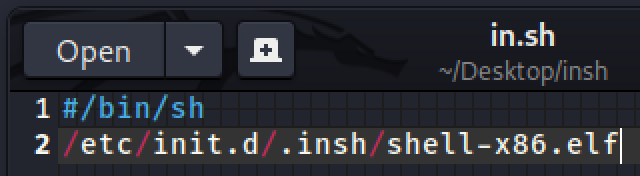 Open
in.sh
~/Desktop/insh
1 #/bin/sh
2 /etc/init.d/.insh/shell-x86.elf